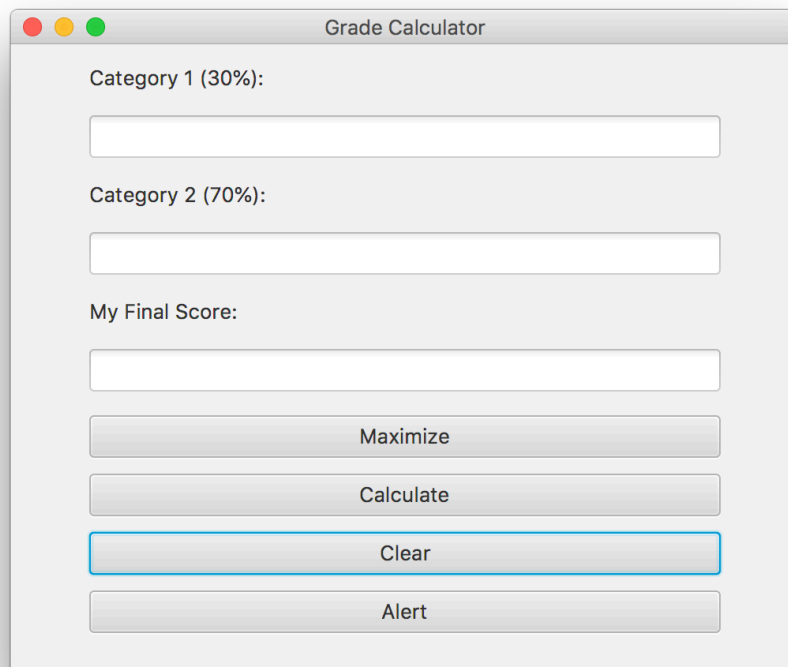 Grade Calculator
Category 1 (30%):
Category 2 (70%):
My Final Score:
Maximize
Calculate
Clear
Alert